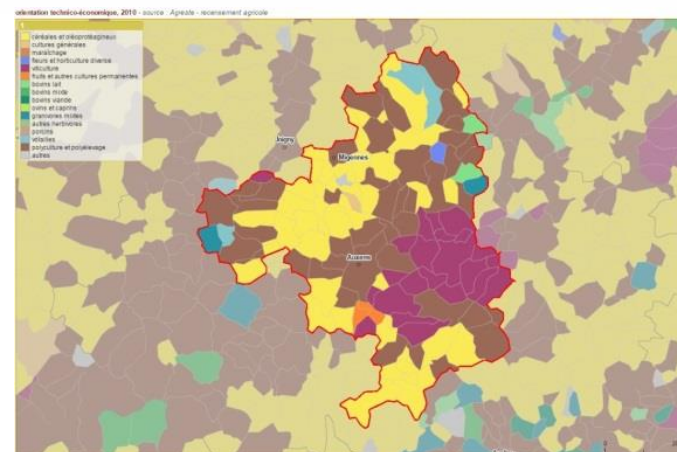 orientation technico-économique, 2010 - source : Agreste - recensement agricole
céréales et oléoprotéagineux
cultures générales
maraîchage
fleurs et horticulture diverse
viticulture
fruits et autres cultures permanentes
bovins lait
bovins mixte
bovins viande
ovins et caprins
granivores mixtes
autres herbivores
porcins
volailles
polyculture et polyélevage
autres
Joigny
Migennes
Auxerre
0